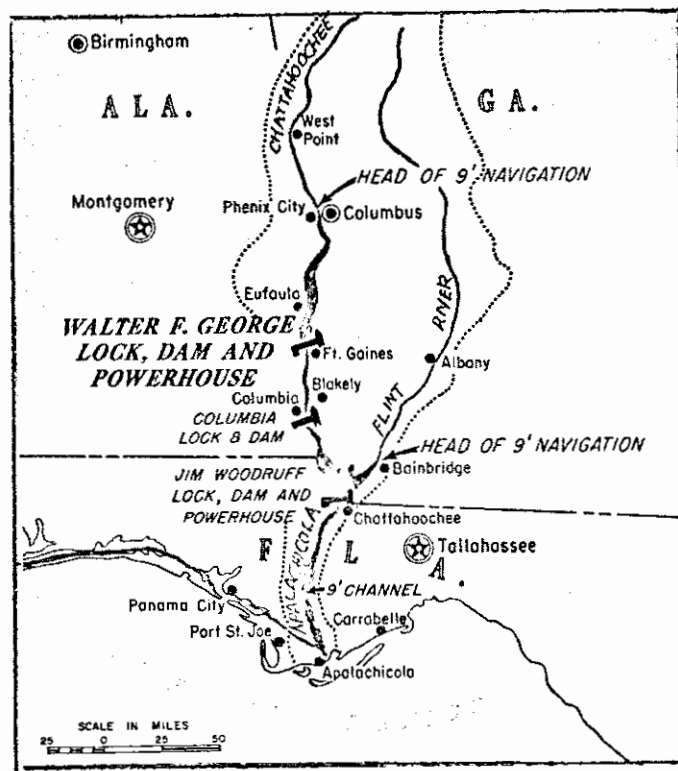 Birmingham
ALA.
GA.
CHATTAHOOCHEE
West
Point
HEAD OF 9' NAVIGATION
Montgomery
Phenix City
Columbus
Eufaula
RIVER
WALTER F. GEORGE
LOCK, DAM AND
POWERHOUSE
Ft. Gaines
Albany
Blakely
Columbia
FLINT
COLUMBIA
LOCK & DAM
HEAD OF 9' NAVIGATION
Bainbridge
JIM WOODRUFF
LOCK, DAM AND
POWERHOUSE
Chattahoochee
APALACHICOLA
F L A.
Tallahassee
9' CHANNEL
Panama City
Carrabelle
Port St. Joe
Apalachicola
SCALE IN MILES
25 0 25 50